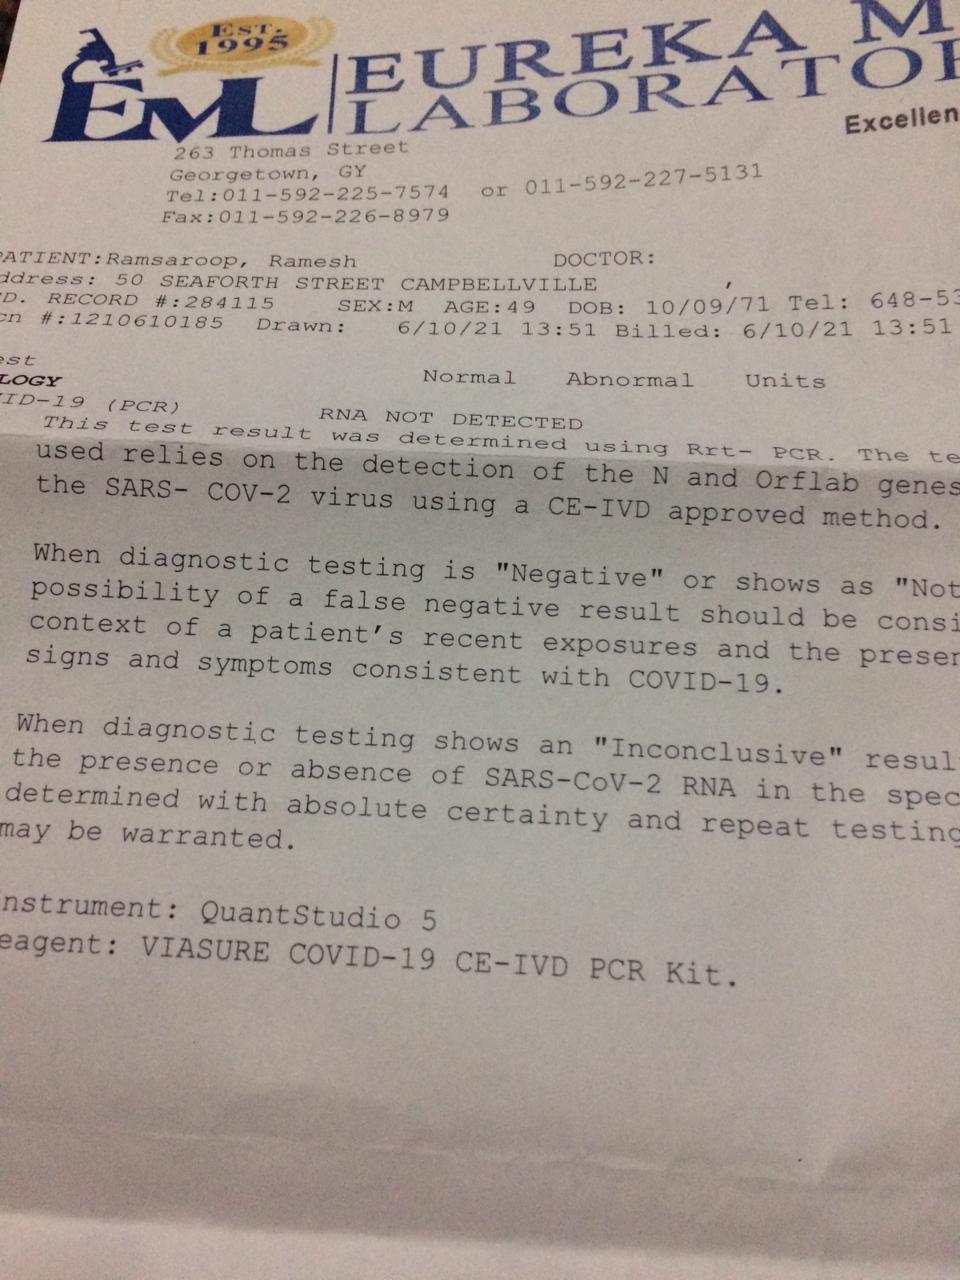 EST.
1995
EML EUREKA M
LABORATO
Excellen
263 Thomas Street
Georgetown, GY
Tel:011-592-225-7574 or 011-592-227-5131
Fax:011-592-226-8979
PATIENT:Ramsaroop, Ramesh DOCTOR:
ddress: 50 SEAFORTH STREET CAMPBELLVILLE ,
D. RECORD #:284115 SEX:M AGE:49 DOB: 10/09/71 Tel: 648-53
cn #:1210610185 Drawn: 6/10/21 13:51 Billed: 6/10/21 13:51
est Normal Abnormal Units
LOGY
ID-19 (PCR) RNA NOT DETECTED
This test result was determined using Rrt- PCR. The te
used relies on the detection of the N and Orflab genes
the SARS- COV-2 virus using a CE-IVD approved method.
When diagnostic testing is "Negative" or shows as "Not
possibility of a false negative result should be consi
context of a patient's recent exposures and the presen
signs and symptoms consistent with COVID-19.
When diagnostic testing shows an "Inconclusive" resul
the presence or absence of SARS-CoV-2 RNA in the spec
determined with absolute certainty and repeat testing
may be warranted.
nstrument: QuantStudio 5
eagent: VIASURE COVID-19 CE-IVD PCR Kit.